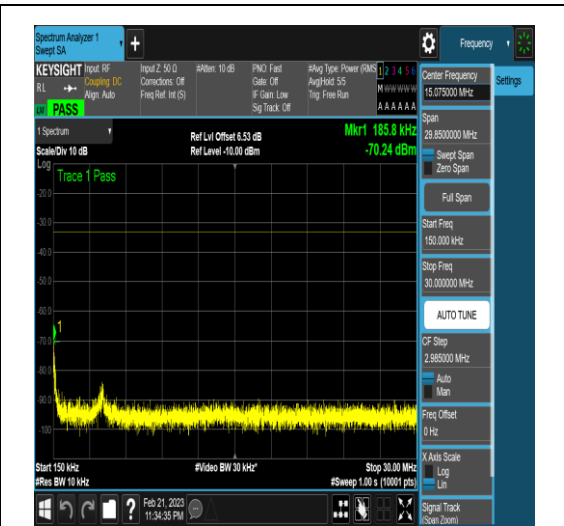 Spectrum Analyzer 1
Swept SA
+
Frequency
KEYSIGHT Input: RF
RL
Coupling: DC
Align: Auto
PASS
Input Z: 50 Ω
Corrections: Off
Freq Ref: Int (S)
#Atten: 10 dB
PNO: Fast
Gate: Off
IF Gain: Low
Sig Track: Off
#Avg Type: Power (RMS
Avg|Hold: 5/5
Trig: Free Run
1 2 3 4 5 6
M W W W W W
A A A A A A
1 Spectrum
Scale/Div 10 dB
Ref Lvl Offset 6.53 dB
Ref Level -10.00 dBm
Mkr1 185.8 kHz
-70.24 dBm
Log
Trace 1 Pass
-20.0
-30.0
-40.0
-50.0
-60.0
1
-70.0
-80.0
-90.0
-100
Start 150 kHz
#Video BW 30 kHz*
Stop 30.00 MHz
#Res BW 10 kHz
#Sweep 1.00 s (10001 pts)
?
Feb 21, 2023
11:34:35 PM
Center Frequency
15.075000 MHz
Settings
Span
29.8500000 MHz
Swept Span
Zero Span
Full Span
Start Freq
150.000 kHz
Stop Freq
30.000000 MHz
AUTO TUNE
CF Step
2.985000 MHz
Auto
Man
Freq Offset
0 Hz
X Axis Scale
Log
Lin
Signal Track
(Span Zoom)